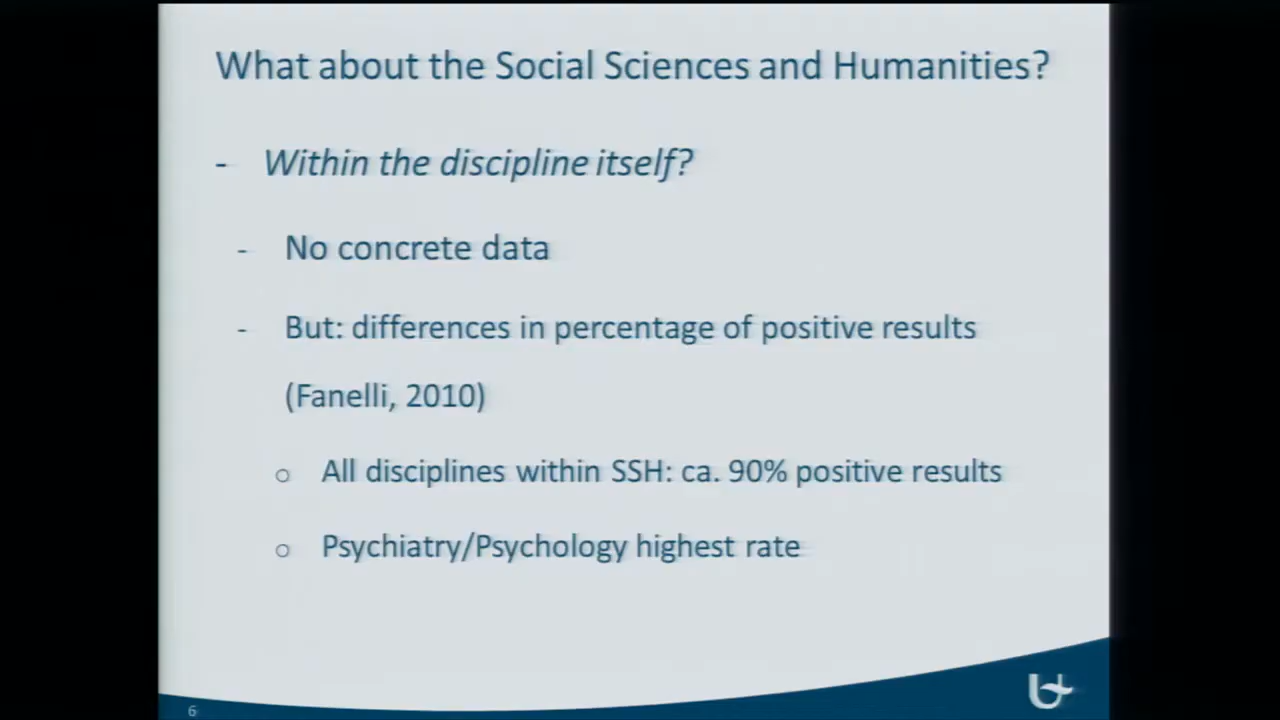 What about the Social Sciences and Humanities?
- Within the discipline itself?
- No concrete data
- But: differences in percentage of positive results
(Fanelli, 2010)
o All disciplines within SSH: ca. 90% positive results
o Psychiatry/Psychology highest rate
6